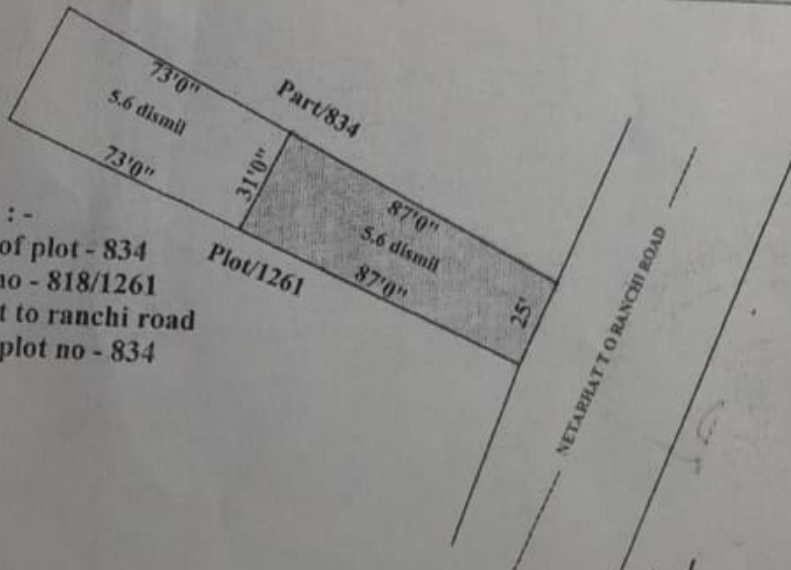 73'0"
Part/834
5.6 dismil
73'0"
31'0"
87'0"
5.6 dismil
87'0"
25'
Plot/1261
: -
of plot - 834
no - 818/1261
t to ranchi road
plot no - 834
NETARHAT T O RANCHI ROAD